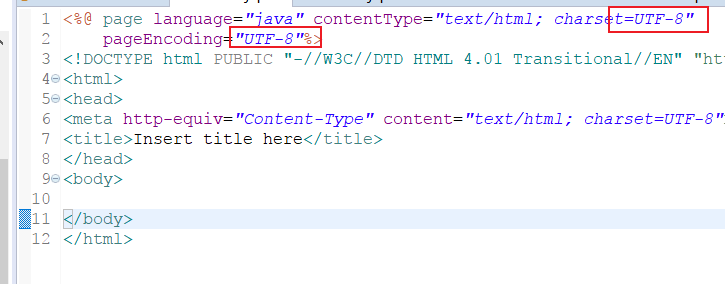 1 <%@ page language="java" contentType="text/html; charset=UTF-8"
2 pageEncoding="UTF-8"%>
3 <!DOCTYPE html PUBLIC "-//W3C//DTD HTML 4.01 Transitional//EN"
4 <html>
5 <head>
6 <meta http-equiv="Content-Type" content="text/html; charset=UTF-8"
7 <title>Insert title here</title>
8 </head>
9 <body>
10
11 </body>
12 </html>